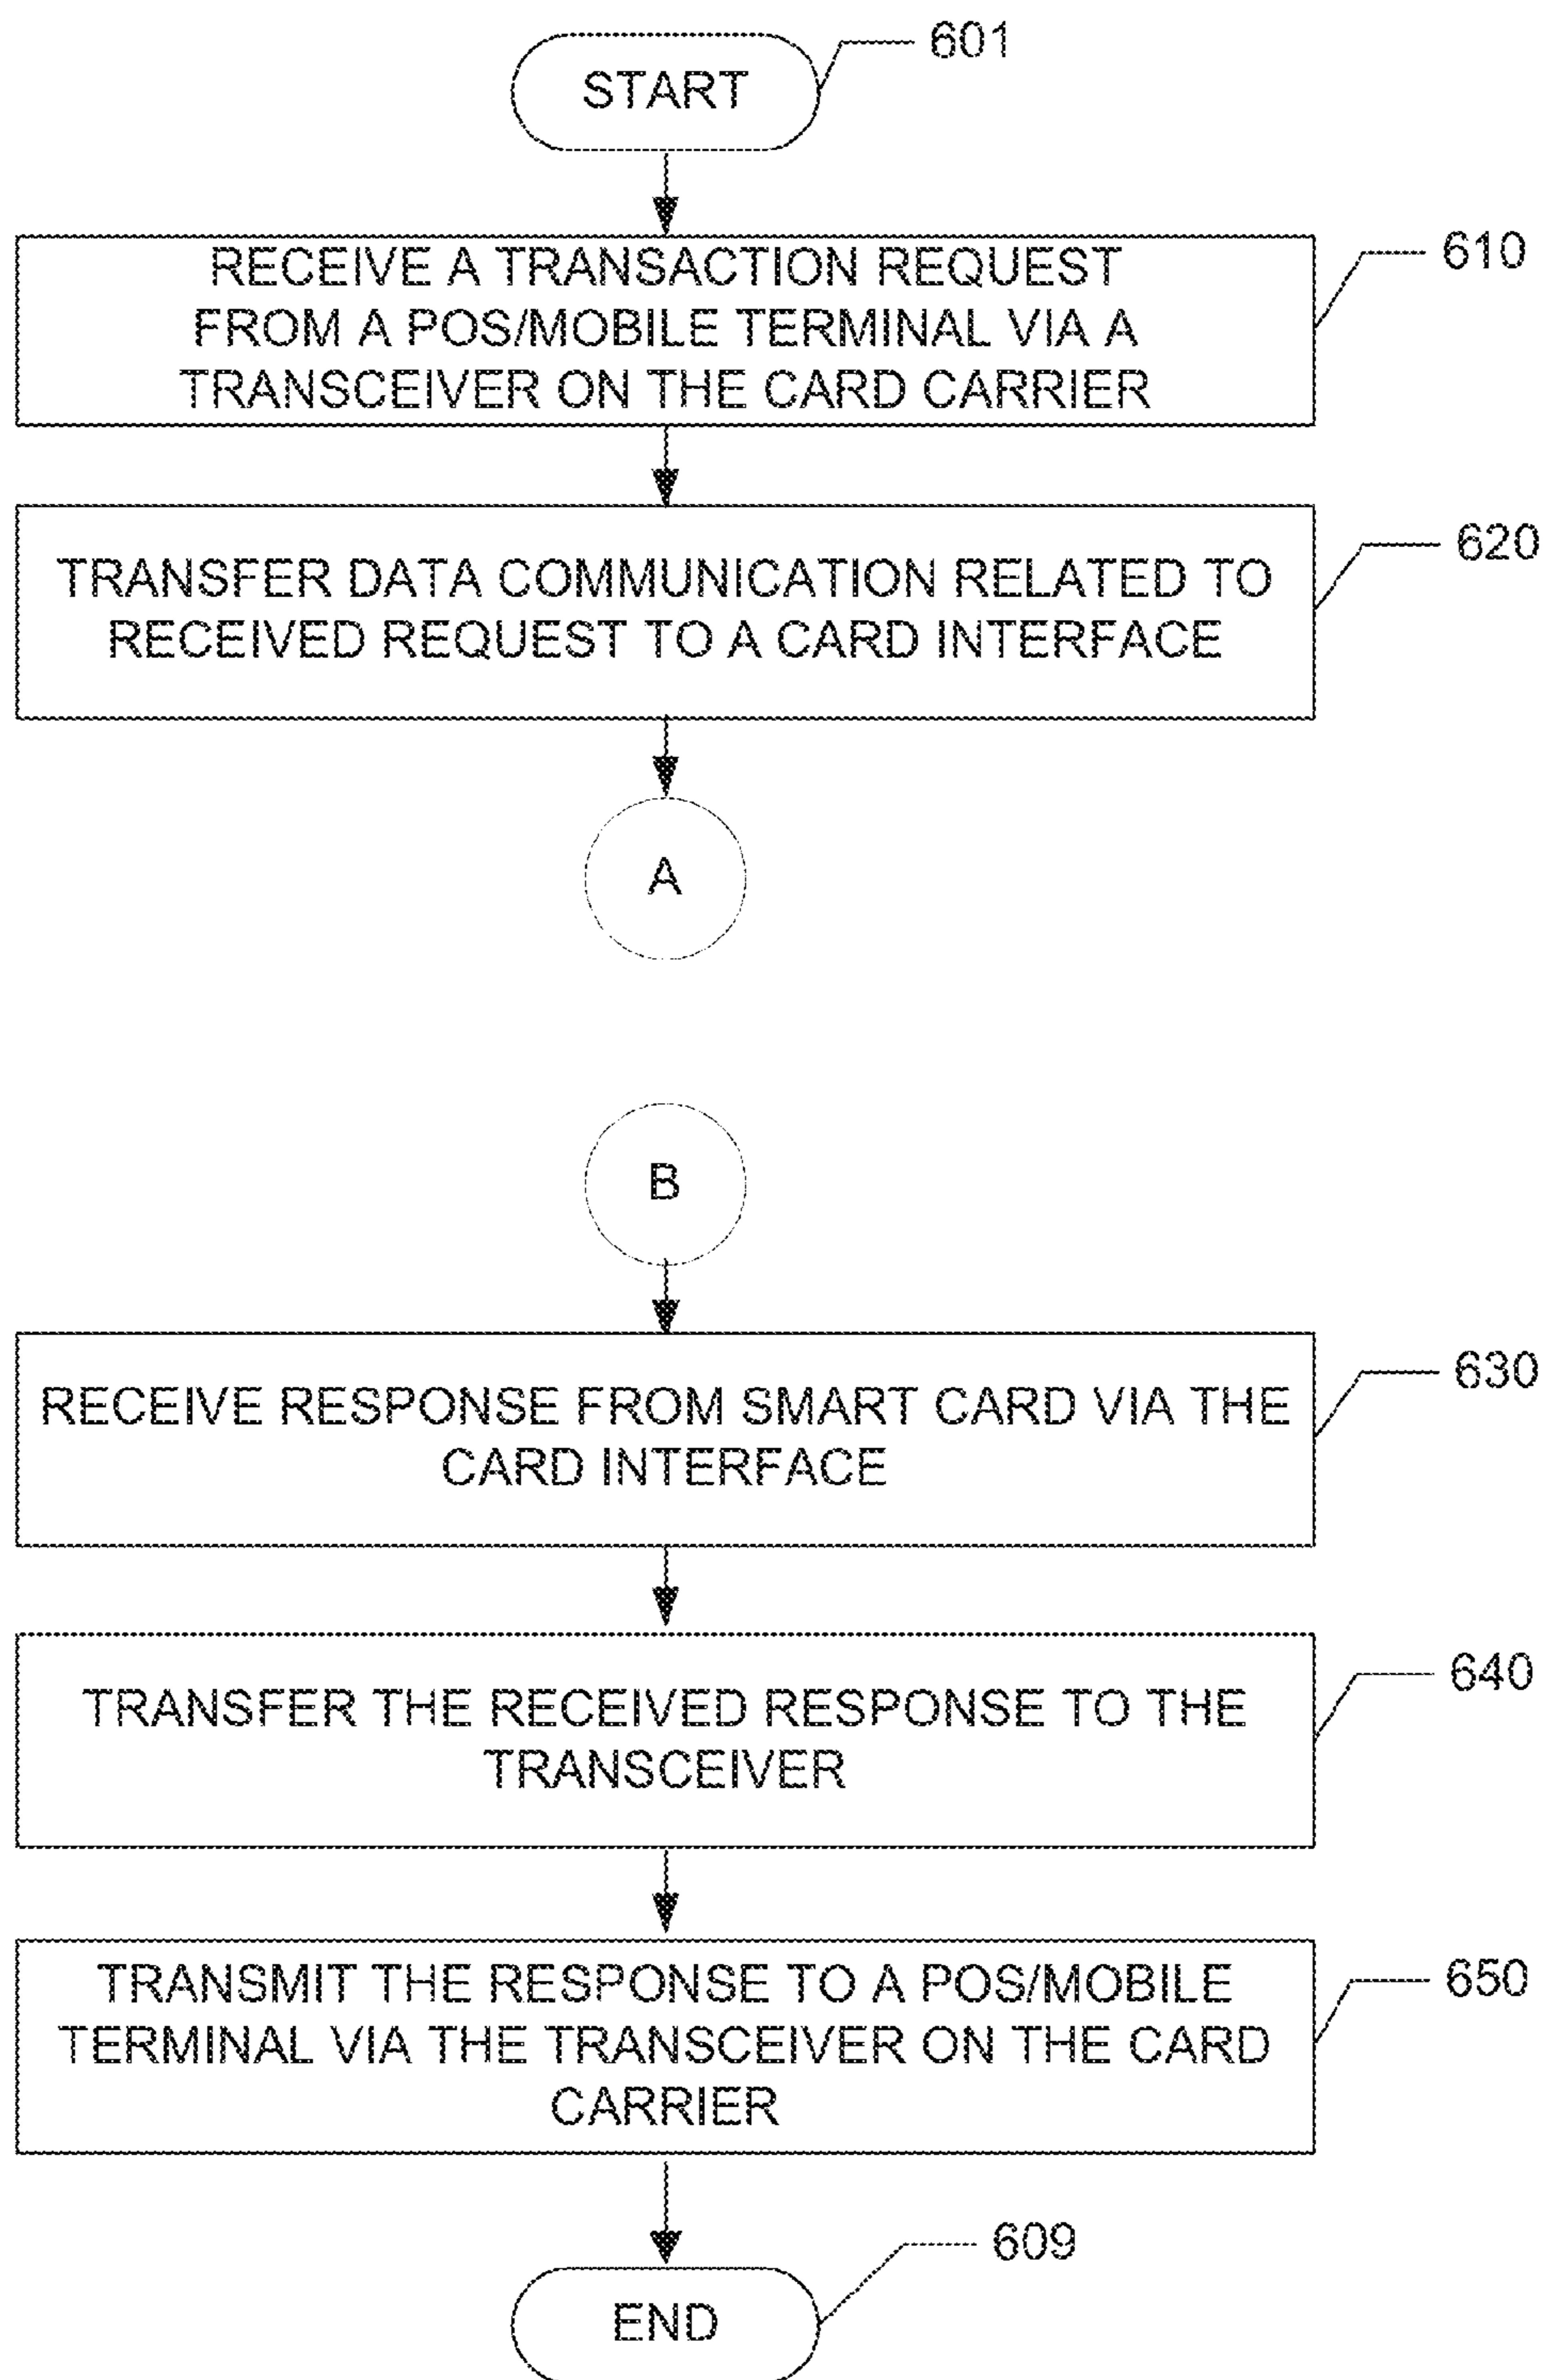 START
601
RECEIVE A TRANSACTION REQUEST
FROM A POS/MOBILE TERMINAL VIA A
TRANSCEIVER ON THE CARD CARRIER
610
TRANSFER DATA COMMUNICATION RELATED TO
RECEIVED REQUEST TO A CARD INTERFACE
620
A
B
RECEIVE RESPONSE FROM SMART CARD VIA THE
CARD INTERFACE
630
TRANSFER THE RECEIVED RESPONSE TO THE
TRANSCEIVER
640
TRANSMIT THE RESPONSE TO A POS/MOBILE
TERMINAL VIA THE TRANSCEIVER ON THE CARD
CARRIER
650
END
609